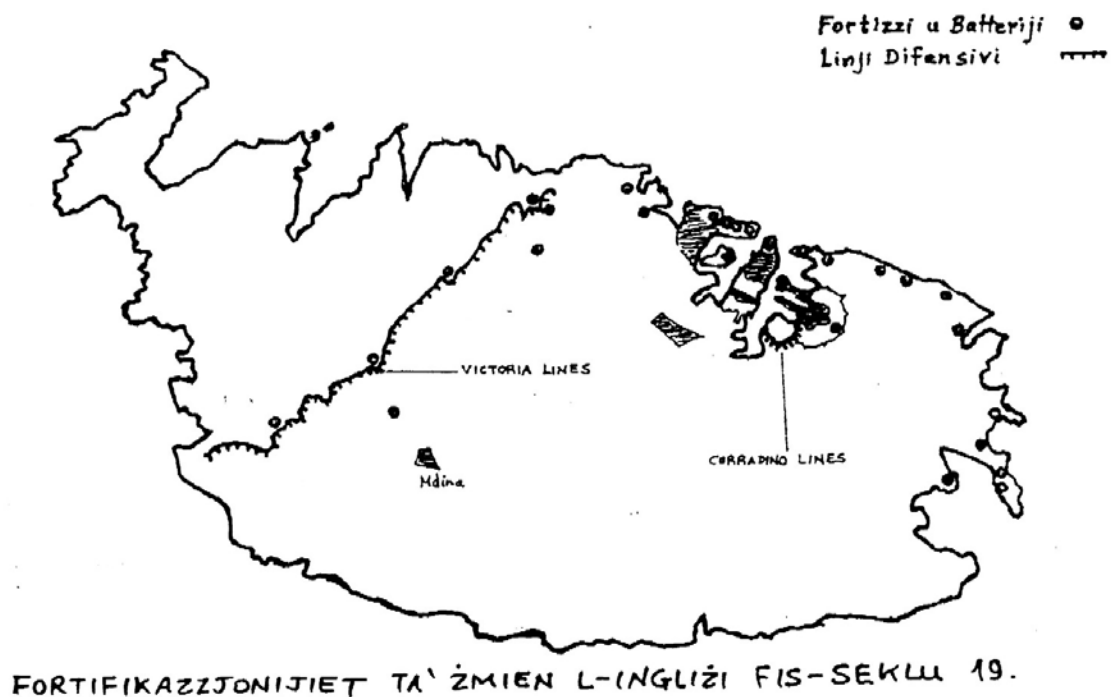 Fortizzi u Batteriji
Linji Difensivi
VICTORIA LINES
CORRADINO LINES
Mdina
FORTIFIKAZZJONIJIET TA' ŻMIEN L-INGLIŻI FIS-SEKLU 19.